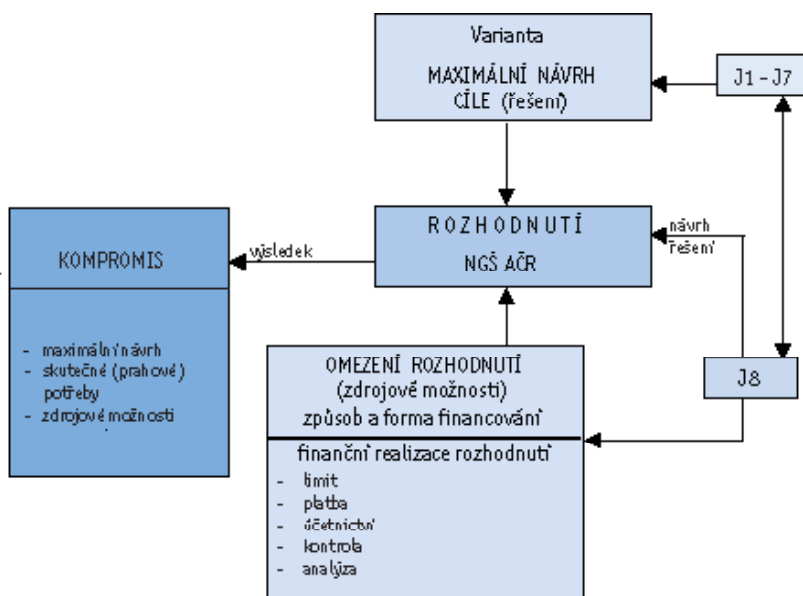 Varianta
MAXIMÁLNÍ NÁVRH
CÍLE (řešení)
J1 – J7
ROZHODNUTÍ
NGŠ AČR
návrh
řešení
výsledek
KOMPROMIS
- maximální návrh
- skutečné (prahové)
potřeby
- zdrojové možnosti
J8
OMEZENÍ ROZHODNUTÍ
(zdrojové možnosti)
způsob a forma financování
finanční realizace rozhodnutí
- limit
- platba
- účetnictví
- kontrola
- analýza